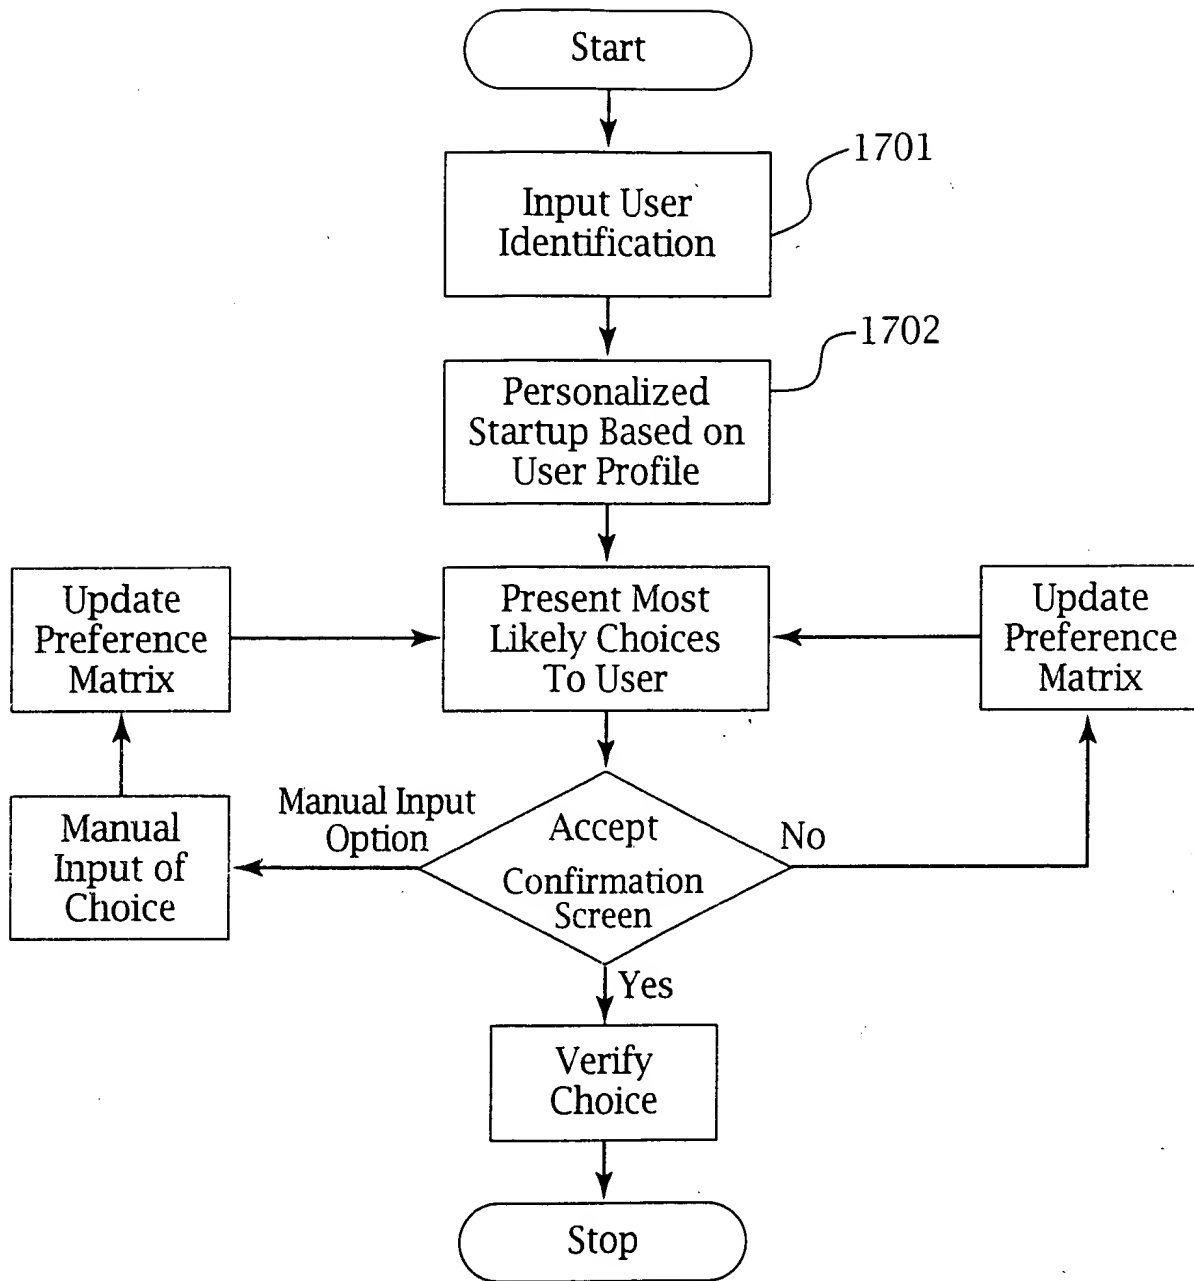 Start
1701
Input User
Identification
1702
Personalized
Startup Based on
User Profile
Update
Preference
Matrix
Present Most
Likely Choices
To User
Update
Preference
Matrix
Manual Input
Option
Manual
Input of
Choice
Accept
Confirmation
Screen
No
Yes
Verify
Choice
Stop